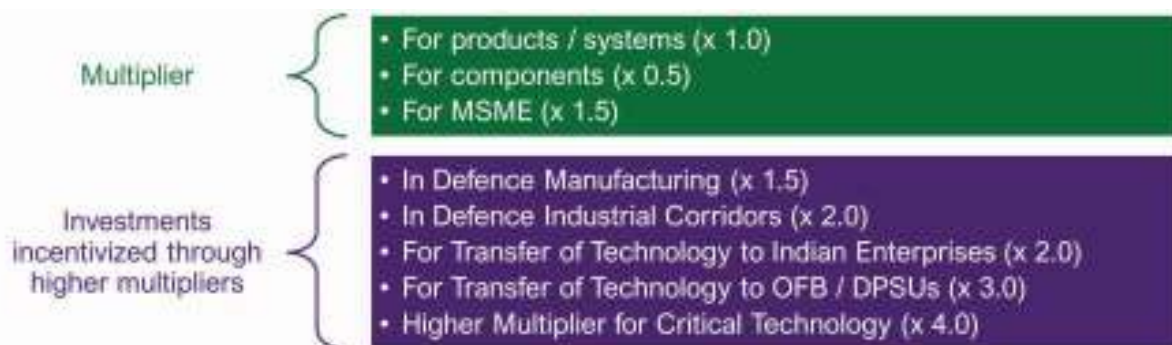 Multiplier
• For products / systems (x 1.0)
• For components (x 0.5)
• For MSME (x 1.5)
Investments
incentivized through
higher multipliers
• In Defence Manufacturing (x 1.5)
• In Defence Industrial Corridors (x 2.0)
• For Transfer of Technology to Indian Enterprises (x 2.0)
• For Transfer of Technology to OFB / DPSUs (x 3.0)
• Higher Multiplier for Critical Technology (x 4.0)